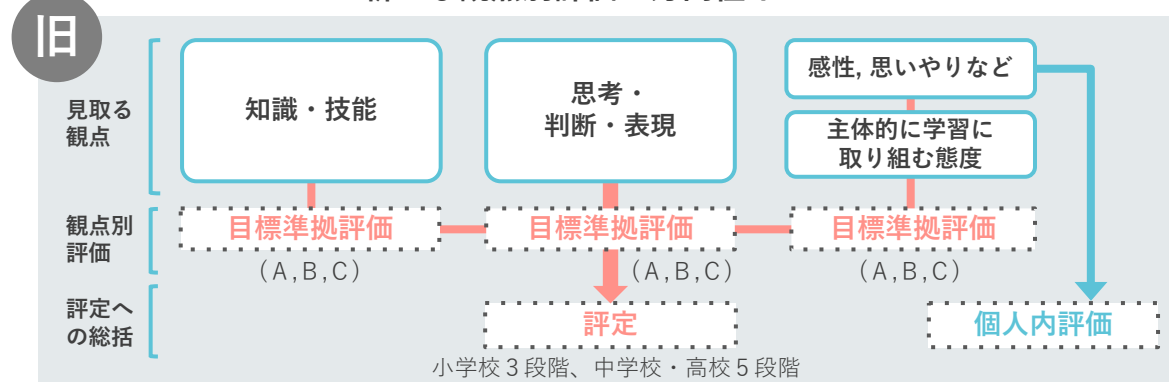 旧
見取る
観点
知識・技能
思考・
判断・表現
感性, 思いやりなど
主体的に学習に
取り組む態度
観点別
評価
目標準拠評価
目標準拠評価
目標準拠評価
(A,B,C)
(A,B,C)
(A,B,C)
評定へ
の総括
評定
個人内評価
小学校3段階、中学校・高校5段階